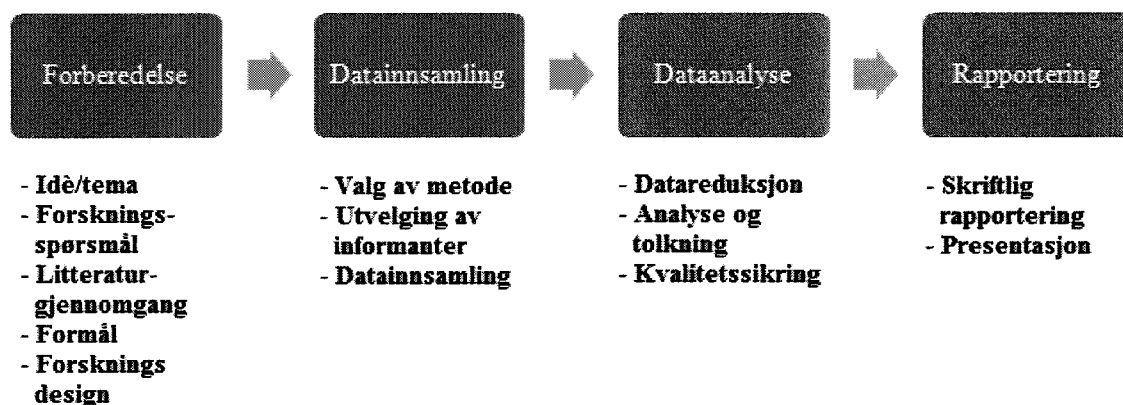 Forberedelse
Datainnsamling
Dataanalyse
Rapportering
- Idè/tema
- Forsknings-
spørsmål
- Litteratur-
gjennomgang
- Formål
- Forsknings
design
- Valg av metode
- Utvelging av
informanter
- Datainnsamling
- Datareduksjon
- Analyse og
tolkning
- Kvalitetssikring
- Skriftlig
rapportering
- Presentasjon